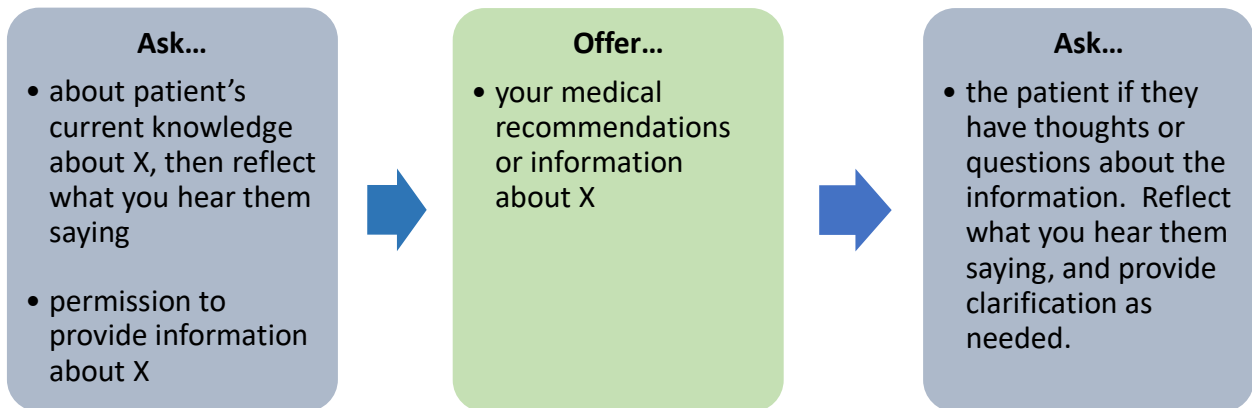 Ask…
• about patient’s
current knowledge
about X, then reflect
what you hear them
saying
• permission to
provide information
about X
Offer…
• your medical
recommendations
or information
about X
Ask…
• the patient if they
have thoughts or
questions about the
information.  Reflect
what you hear them
saying, and provide
clarification as
needed.